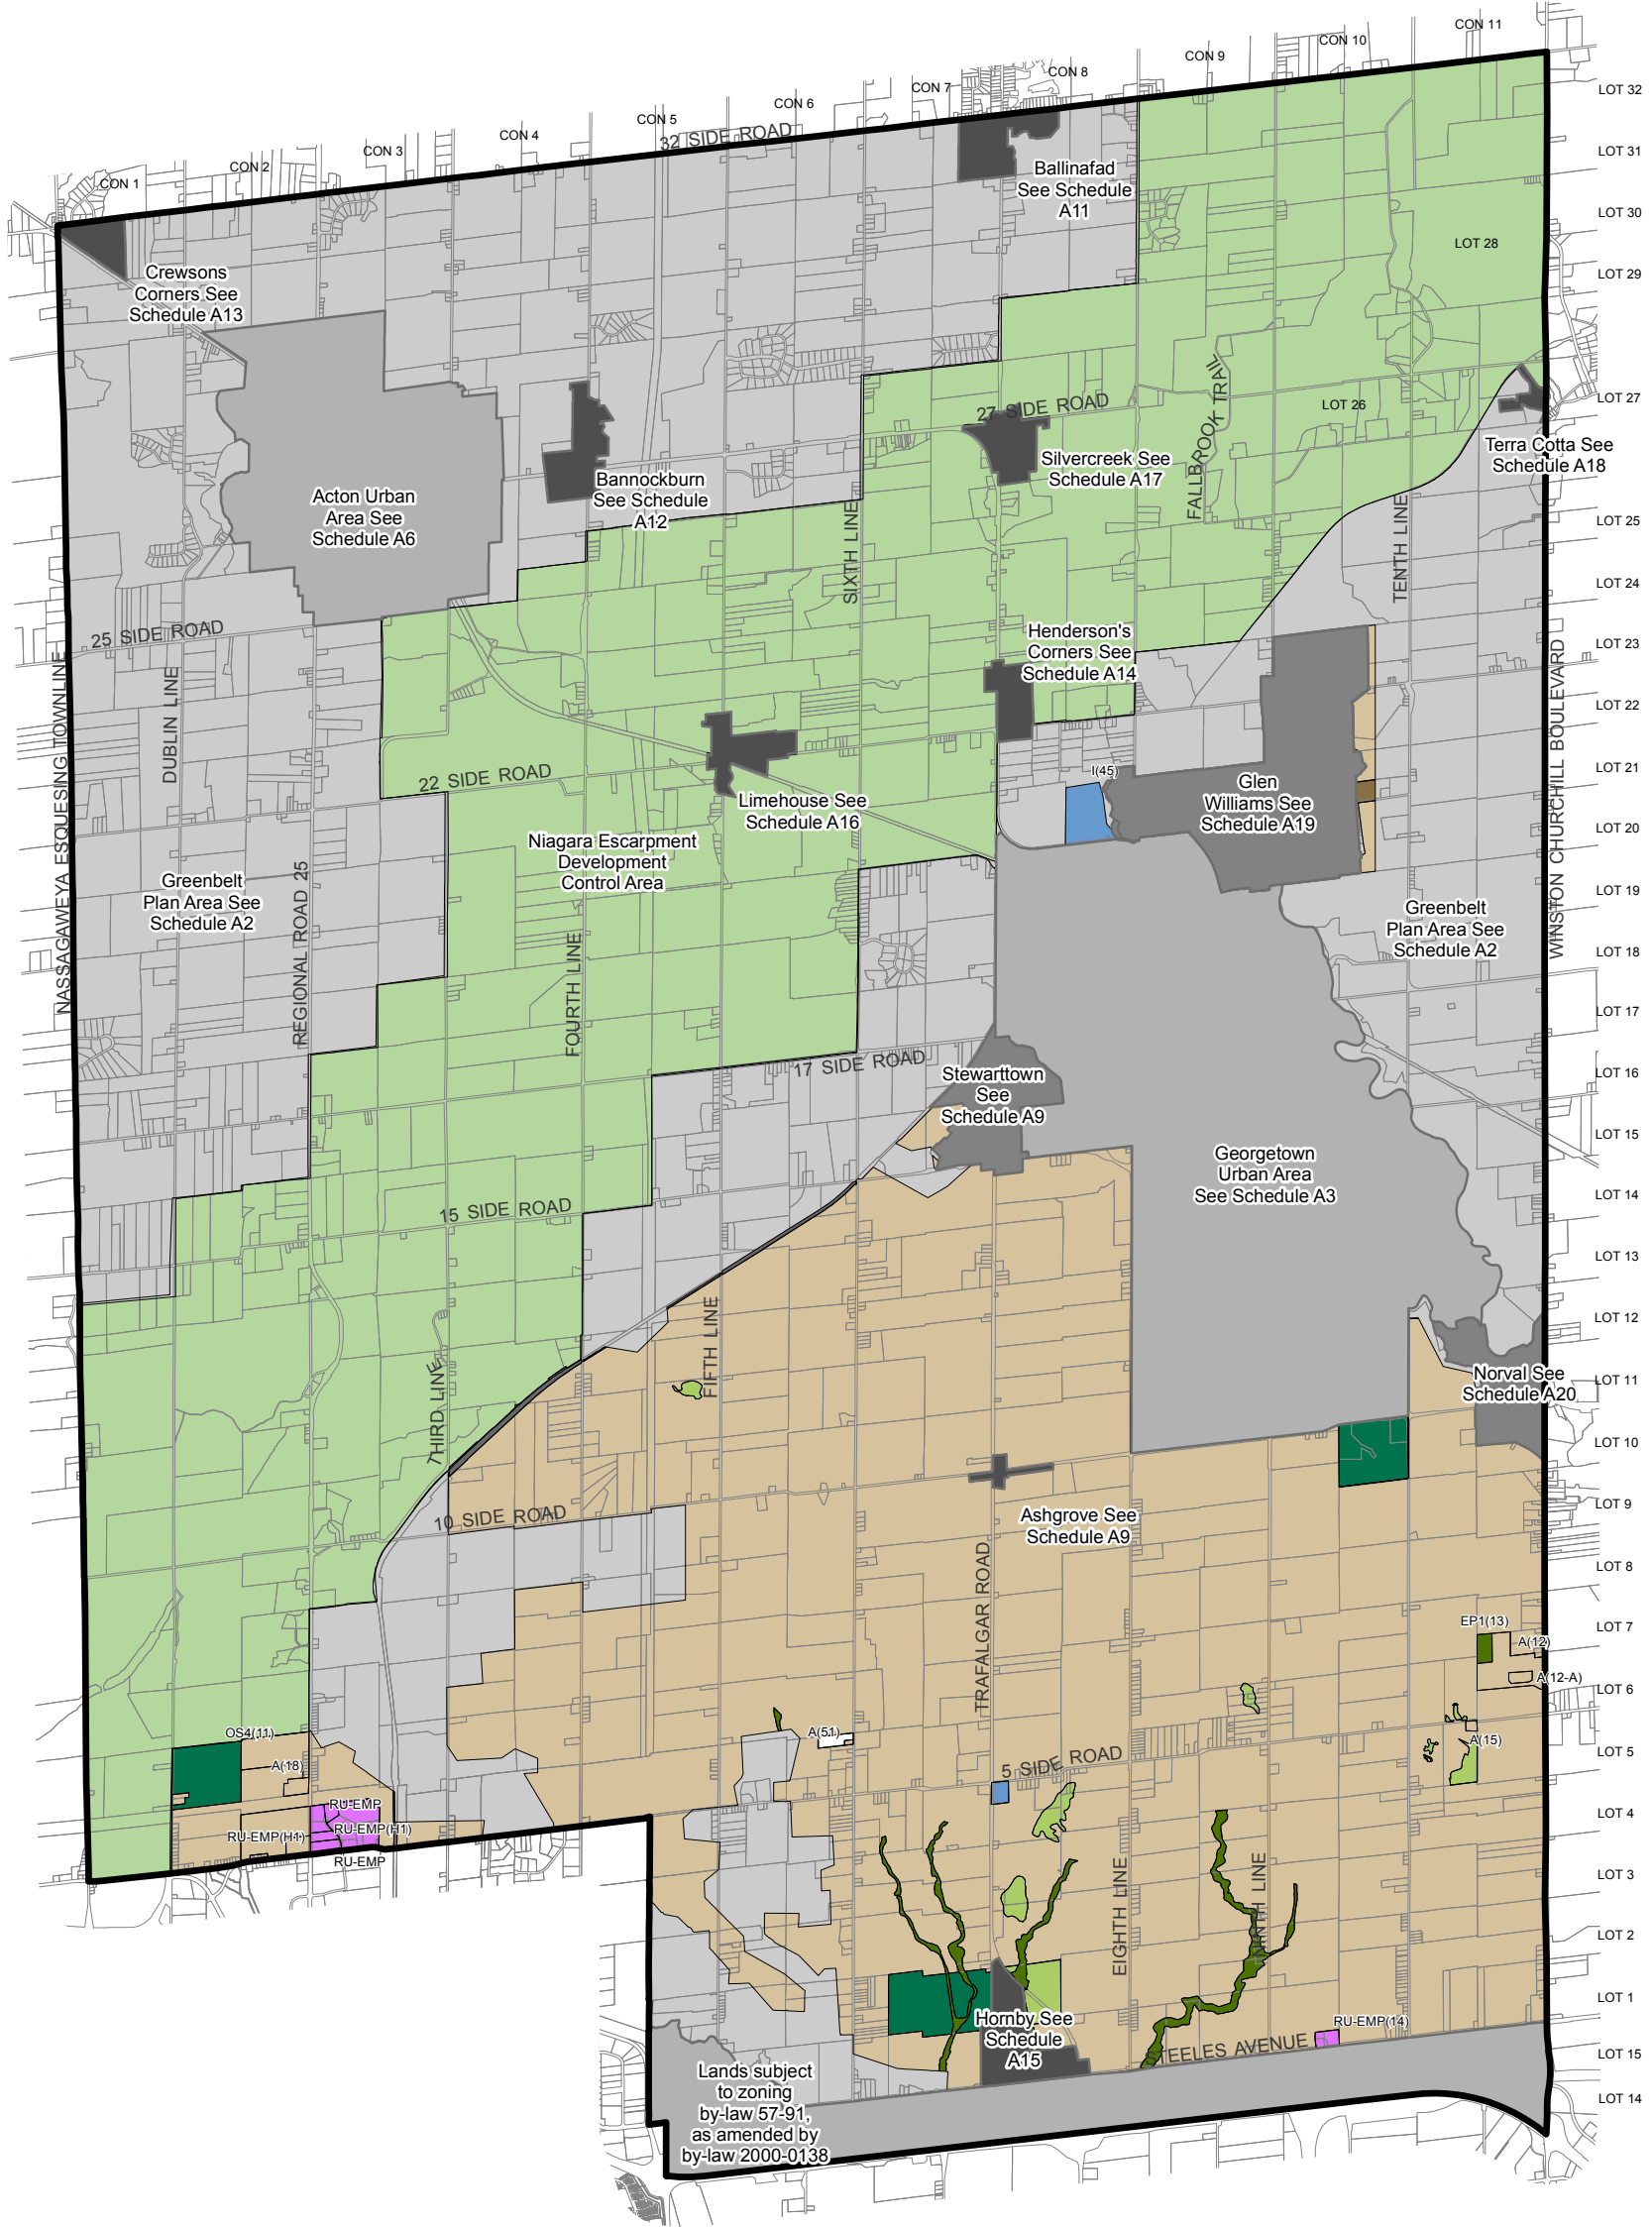 CON 11
CON 10
CON 9
CON 8
CON 7
CON 6
CON 5
CON 4
CON 3
CON 2
CON 1
32 SIDE ROAD
LOT 32
LOT 31
LOT 30
LOT 29
LOT 28
LOT 27
LOT 26
LOT 25
LOT 24
LOT 23
LOT 22
LOT 21
LOT 20
LOT 19
LOT 18
LOT 17
LOT 16
LOT 15
LOT 14
LOT 13
LOT 12
LOT 11
LOT 10
LOT 9
LOT 8
LOT 7
LOT 6
LOT 5
LOT 4
LOT 3
LOT 2
LOT 1
LOT 15
LOT 14
Ballinafad
See Schedule
A11
Crewsons
Corners See
Schedule A13
Acton Urban
Area See
Schedule A6
Bannockburn
See Schedule
A12
27 SIDE ROAD
Silvercreek See
Schedule A17
FALLBROOK TRAIL
Terra Cotta See
Schedule A18
SIXTH LINE
TENTH LINE
25 SIDE ROAD
Henderson's
Corners See
Schedule A14
NASSAGAWEYA ESQUESING TOWNLINE
DUBLIN LINE
WINSTON CHURCHILL BOULEVARD
22 SIDE ROAD
Limehouse See
Schedule A16
I(45)
Glen
Williams See
Schedule A19
Niagara Escarpment
Development
Control Area
Greenbelt
Plan Area See
Schedule A2
REGIONAL ROAD 25
FOURTH LINE
Greenbelt
Plan Area See
Schedule A2
17 SIDE ROAD
Stewarttown
See
Schedule A9
Georgetown
Urban Area
See Schedule A3
15 SIDE ROAD
THIRD LINE
FIFTH LINE
Norval See
Schedule A20
10 SIDE ROAD
Ashgrove See
Schedule A9
TRAFALGAR ROAD
EP1(13)
A(12)
A(12-A)
A(15)
OS4(11)
A(18)
A(51)
5 SIDE ROAD
RU-EMP
RU-EMP(H1)
RU-EMP(H1)
RU-EMP
EIGHTH LINE
NINTH LINE
Hornby See
Schedule
A15
RU-EMP(14)
STEELES AVENUE
Lands subject
to zoning
by-law 57-91,
as amended by
by-law 2000-0138